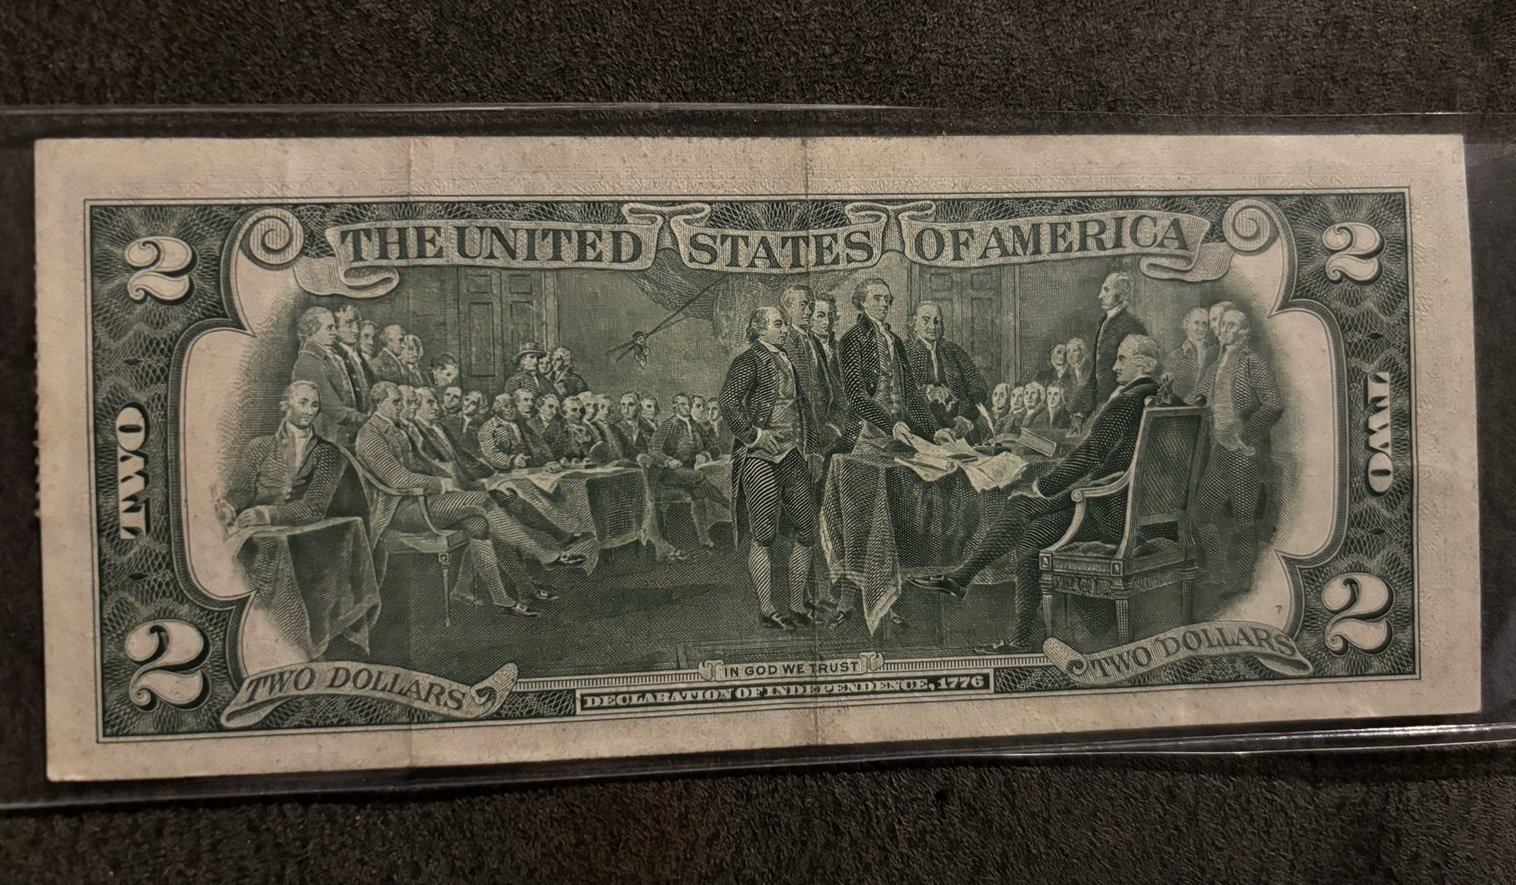 THE UNITED STATES OF AMERICA
2
2
TWO
TWO
2
2
7
TWO DOLLARS
IN GOD WE TRUST
TWO DOLLARS
DECLARATION OF INDEPENDENCE, 1776